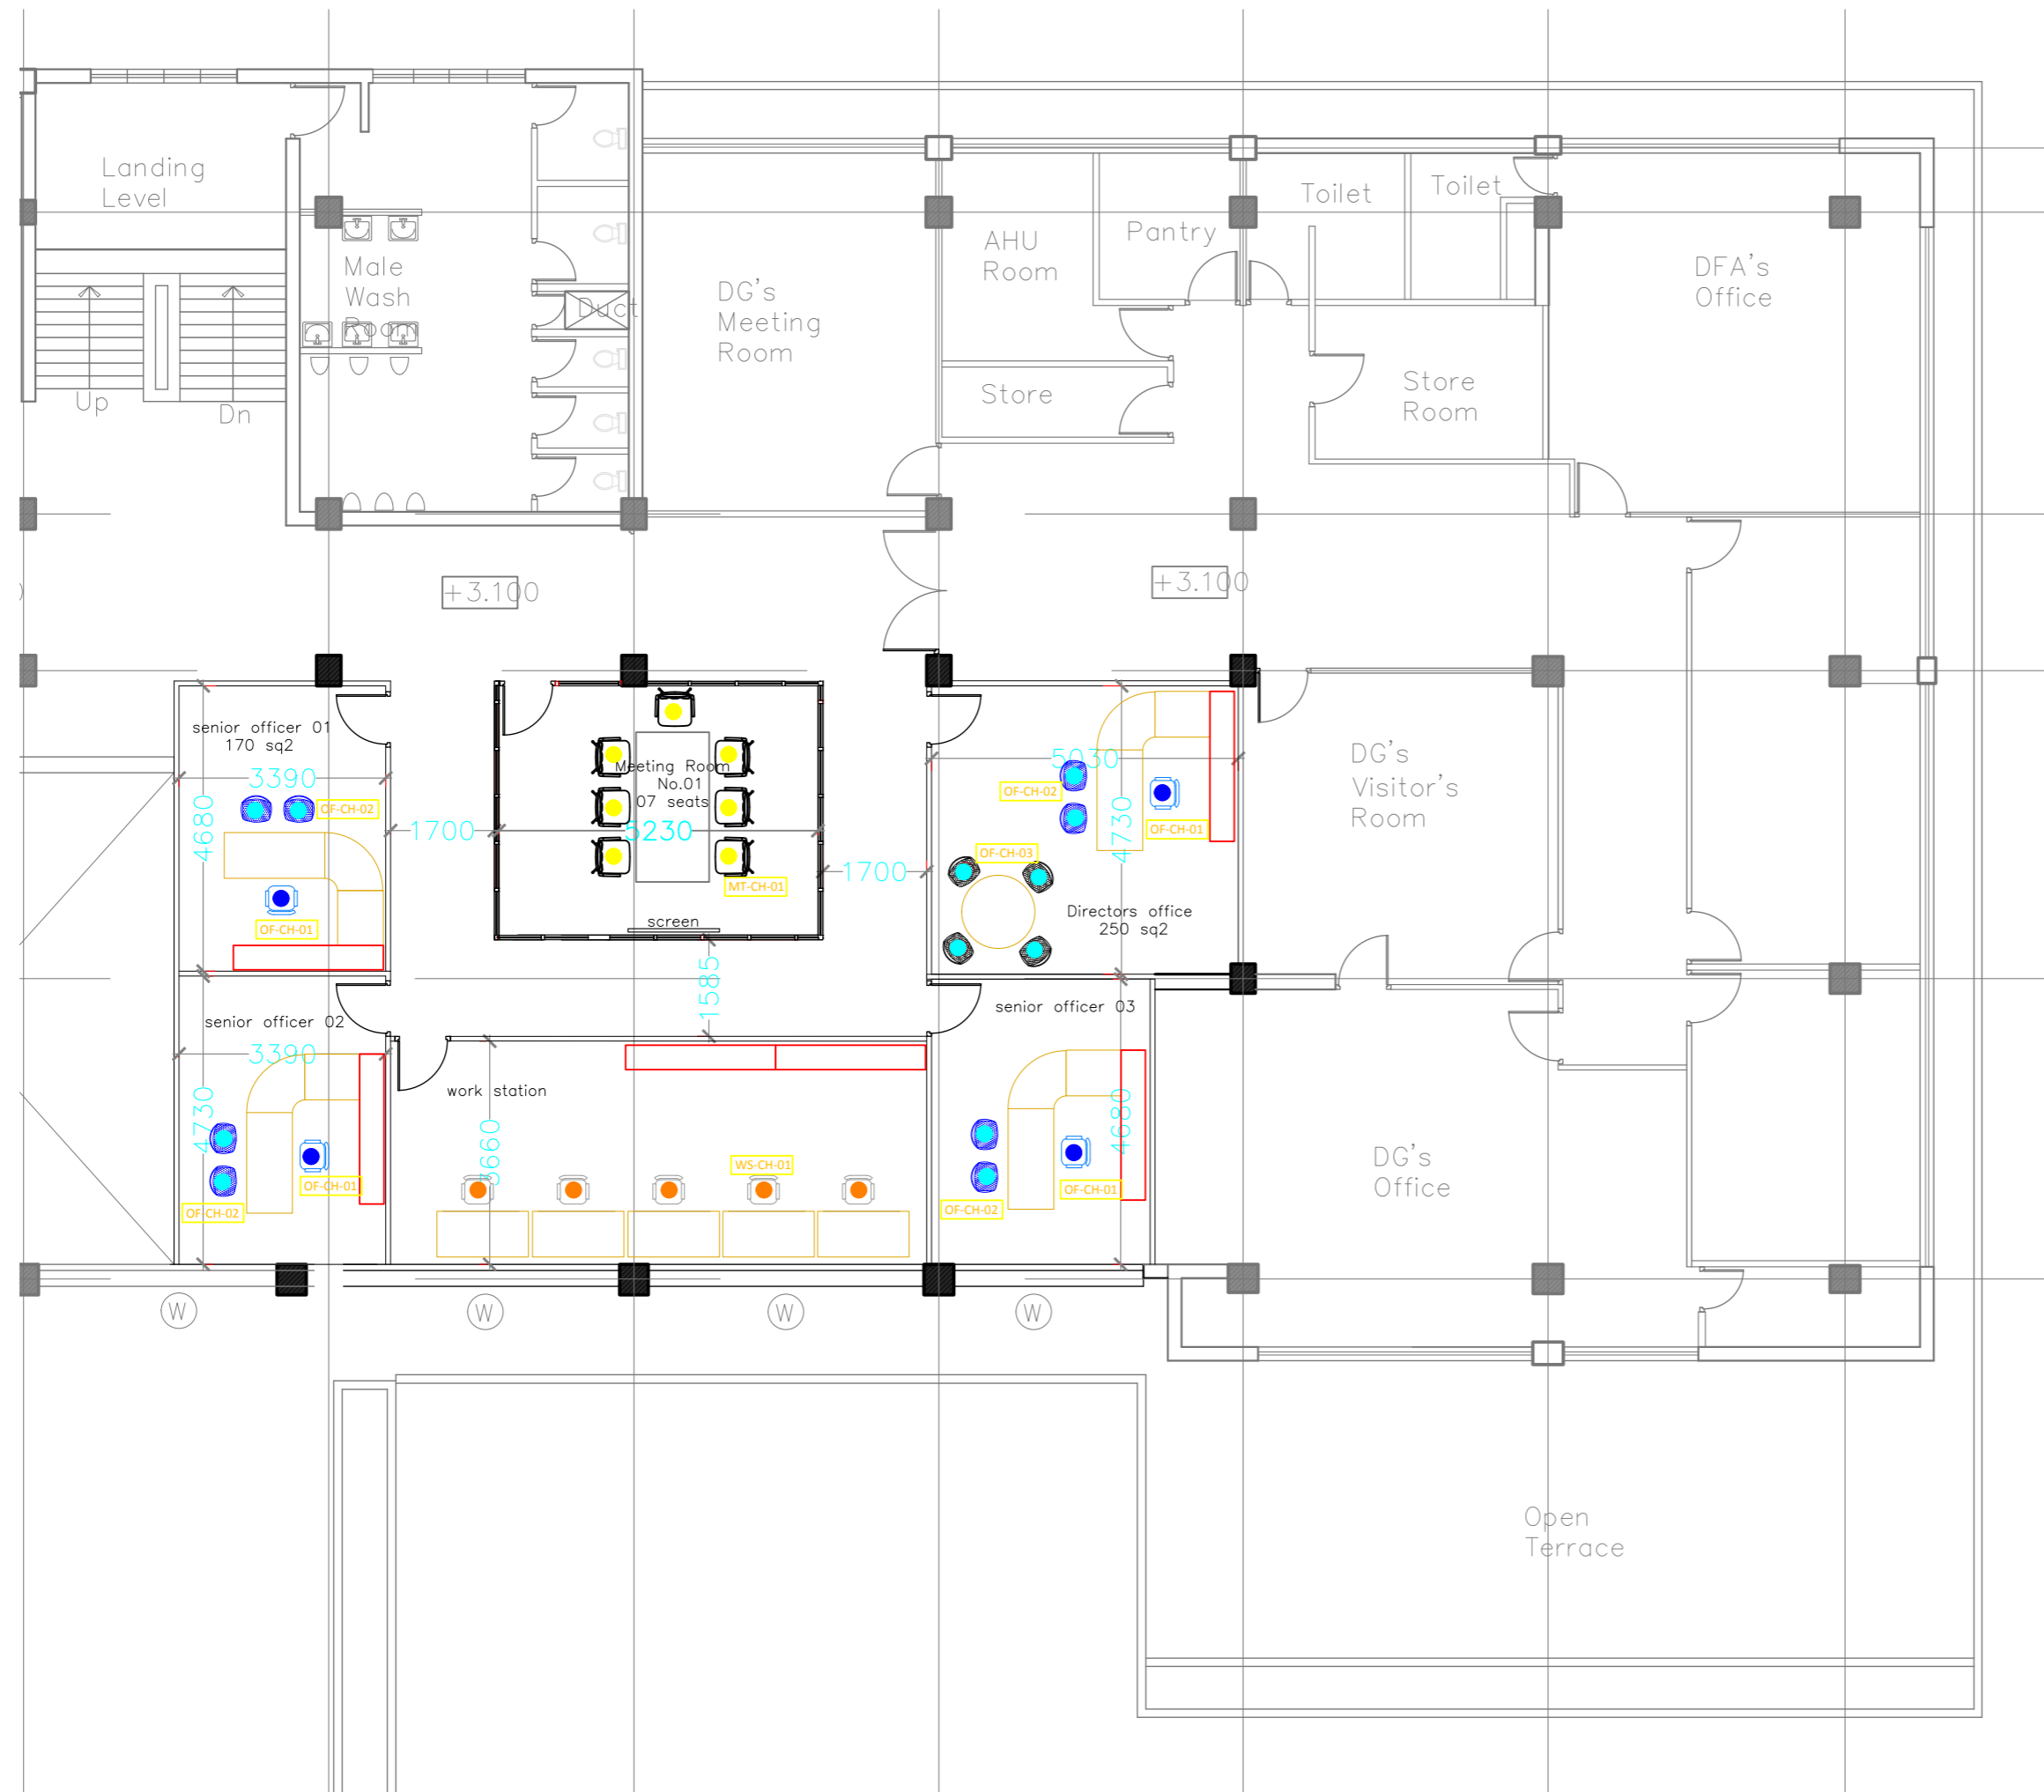 Landing
Level
Toilet
Toilet
Pantry
AHU
Room
Male
Wash
Room
DFA's
Office
DG's
Meeting
Room
Duct
Store
Store
Room
Up
Dn
+3.100
+3.100
senior officer 01
170 sq2
3390
4680
OF-CH-02
OF-CH-01
1700
Meeting Room
No.01
07 seats
5230
MT-CH-01
screen
1700
1585
5030
4730
OF-CH-02
OF-CH-01
OF-CH-03
Directors office
250 sq2
DG's
Visitor's
Room
senior officer 02
3390
4730
OF-CH-01
OF-CH-02
work station
3660
WS-CH-01
senior officer 03
4680
OF-CH-01
OF-CH-02
DG's
Office
W
W
W
W
Open
Terrace